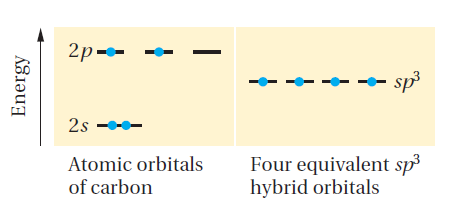 Energy
2p
2s
sp³
Atomic orbitals
of carbon
Four equivalent sp³
hybrid orbitals